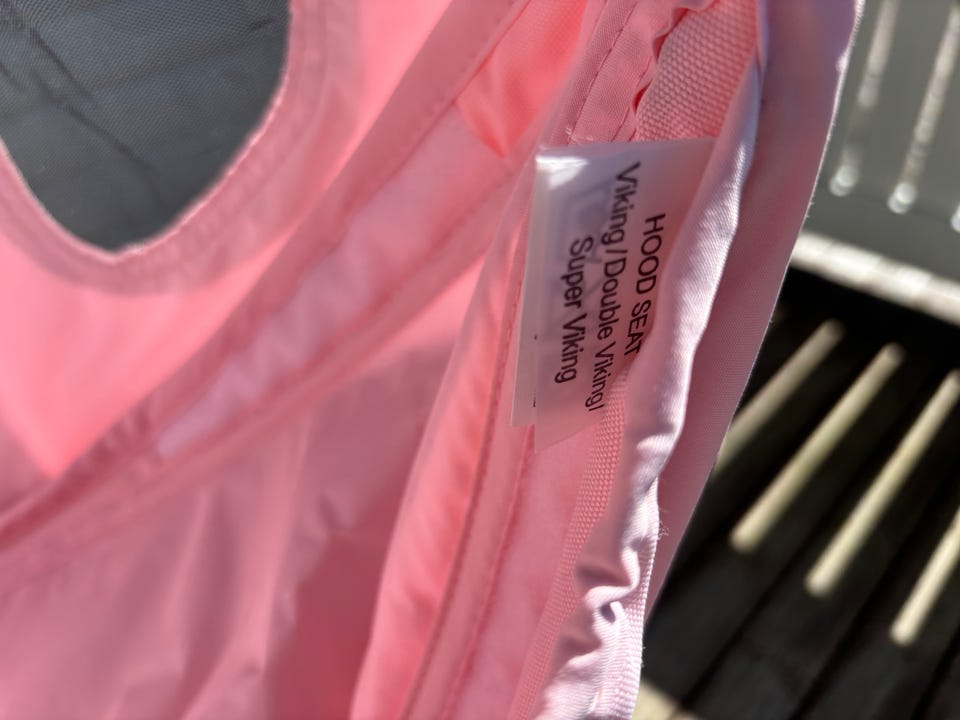 HOOD SEAT
Viking/Double Viking/
Super Viking